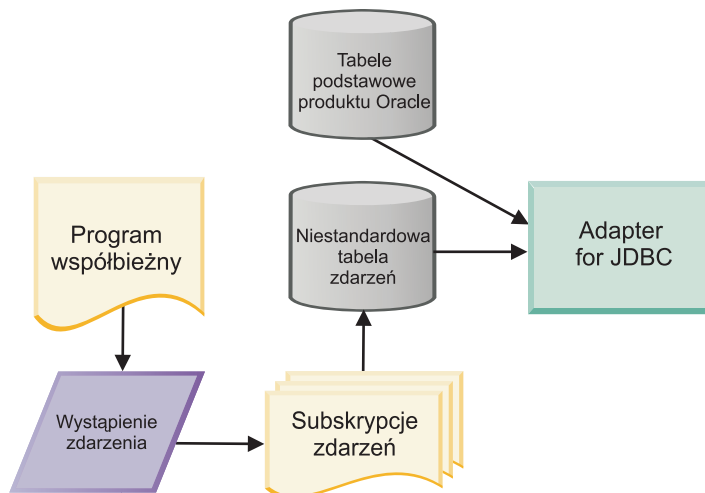 Tabele
podstawowe
produktu Oracle
Program
współbieżny
Niestandardowa
tabela
zdarzeń
Adapter
for JDBC
Wystąpienie
zdarzenia
Subskrypcje
zdarzeń